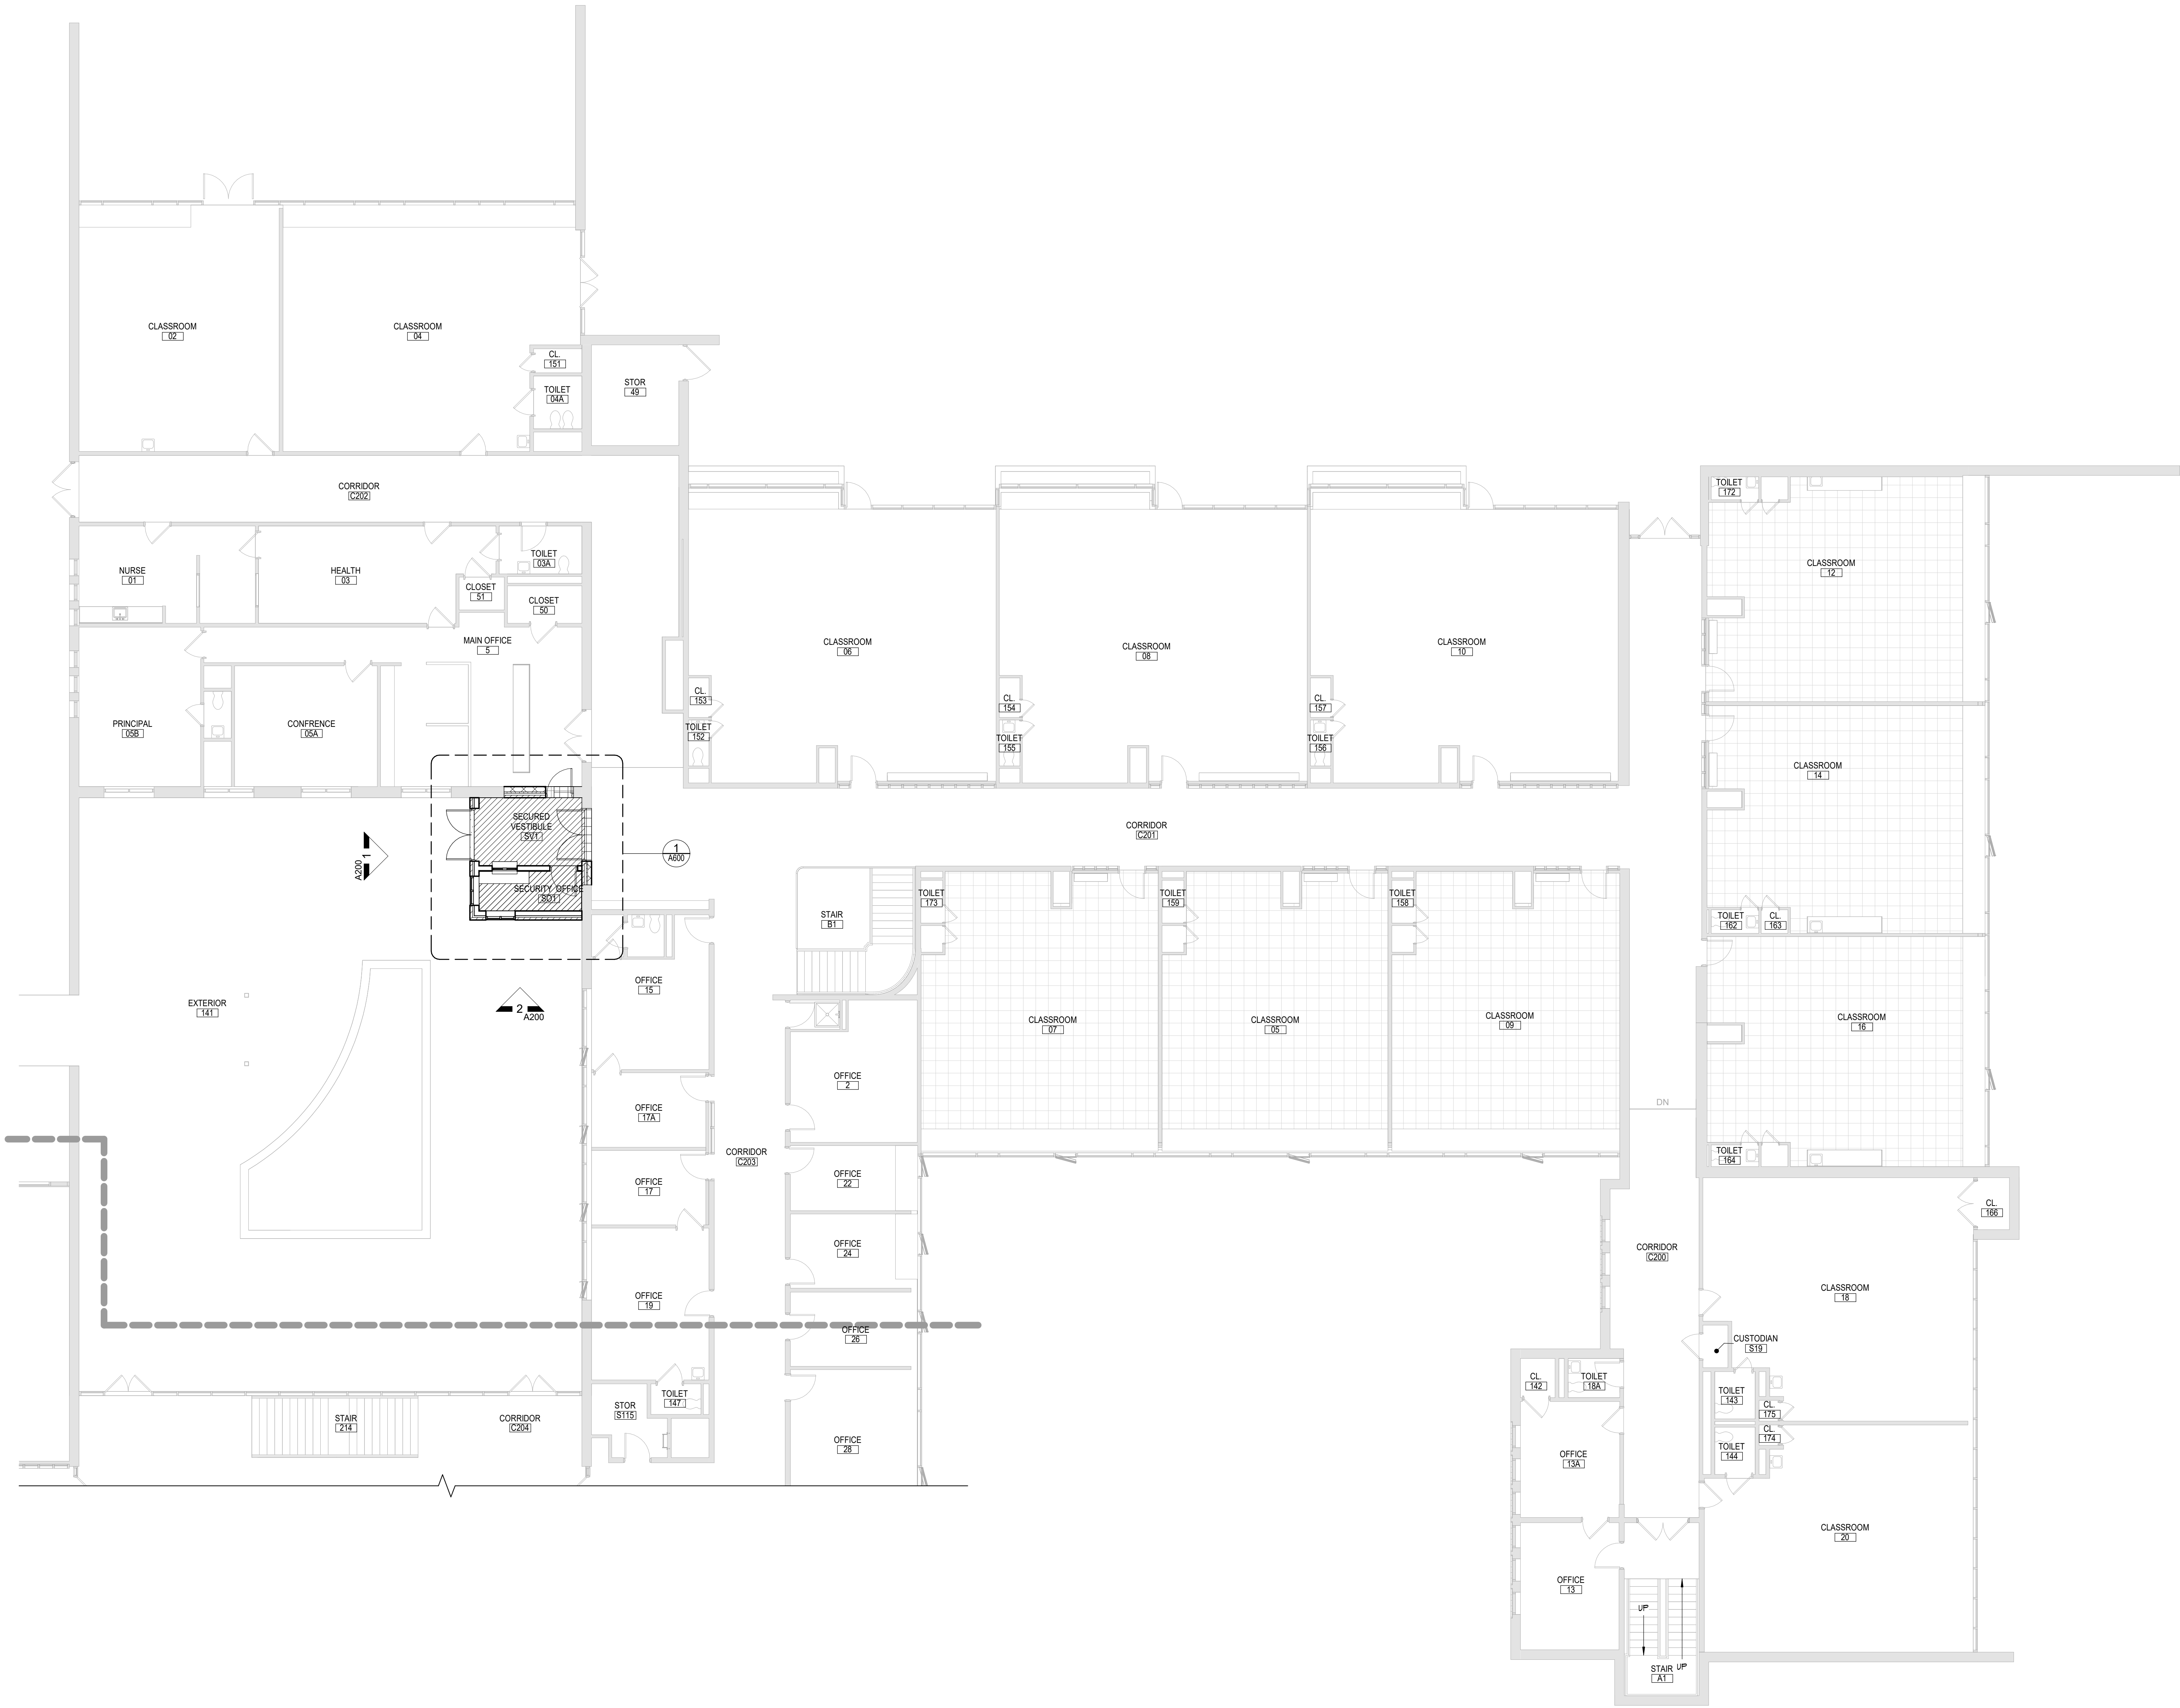 CLASSROOM
02
CLASSROOM
04
CL.
151
TOILET
04A
STOR
49
CORRIDOR
C202
NURSE
01
HEALTH
03
TOILET
03A
CLOSET
51
CLOSET
50
MAIN OFFICE
5
PRINCIPAL
05B
CONFRENCE
05A
CLASSROOM
06
CL.
153
TOILET
152
CLASSROOM
08
CL.
154
TOILET
155
CLASSROOM
10
CL.
157
TOILET
156
TOILET
172
CLASSROOM
12
CLASSROOM
14
TOILET
162
CL.
163
SECURED
VESTIBULE
SV1
SECURITY OFFICE
SO1
1
A600
1
A200
2
A200
CORRIDOR
C201
STAIR
B1
TOILET
173
TOILET
159
TOILET
158
CLASSROOM
07
CLASSROOM
05
CLASSROOM
09
CLASSROOM
16
TOILET
164
EXTERIOR
141
OFFICE
15
OFFICE
17A
OFFICE
17
OFFICE
19
OFFICE
2
OFFICE
22
OFFICE
24
OFFICE
26
OFFICE
28
CORRIDOR
C203
DN
CORRIDOR
C200
CL.
166
CLASSROOM
18
CUSTODIAN
S19
STAIR
214
CORRIDOR
C204
STOR
S115
TOILET
147
CL.
142
TOILET
18A
TOILET
143
CL.
175
CL.
174
TOILET
144
OFFICE
13A
CLASSROOM
20
OFFICE
13
UP
UP
STAIR
A1